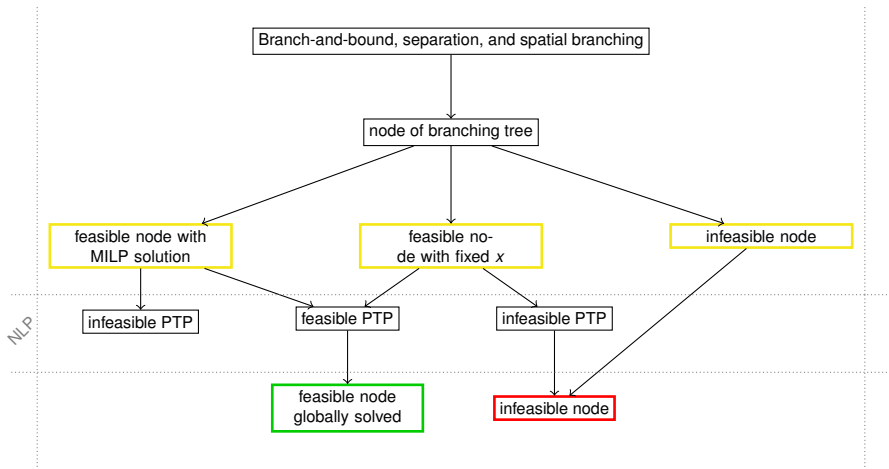 Branch-and-bound, separation, and spatial branching
node of branching tree
feasible node with
MILP solution
feasible no-
de with fixed x
infeasible node
NLP
infeasible PTP
feasible PTP
infeasible PTP
feasible node
globally solved
infeasible node